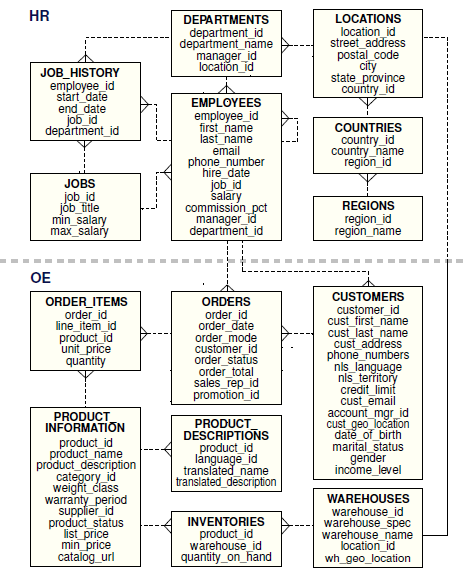 HR
DEPARTMENTS
department_id
department_name
manager_id
location_id
LOCATIONS
location_id
street_address
postal_code
city
state_province
country_id
JOB_HISTORY
employee_id
start_date
end_date
job_id
department_id
EMPLOYEES
employee_id
first_name
last_name
email
phone_number
hire_date
job_id
salary
commission_pct
manager_id
department_id
COUNTRIES
country_id
country_name
region_id
JOBS
job_id
job_title
min_salary
max_salary
REGIONS
region_id
region_name
OE
ORDER_ITEMS
order_id
line_item_id
product_id
unit_price
quantity
ORDERS
order_id
order_date
order_mode
customer_id
order_status
order_total
sales_rep_id
promotion_id
CUSTOMERS
customer_id
cust_first_name
cust_last_name
cust_address
phone_numbers
nls_language
nls_territory
credit_limit
cust_email
account_mgr_id
cust_geo_location
date_of_birth
marital_status
gender
income_level
PRODUCT_
INFORMATION
product_id
product_name
product_description
category_id
weight_class
warranty_period
supplier_id
product_status
list_price
min_price
catalog_url
PRODUCT_
DESCRIPTIONS
product_id
language_id
translated_name
translated_description
INVENTORIES
product_id
warehouse_id
quantity_on_hand
WAREHOUSES
warehouse_id
warehouse_spec
warehouse_name
location_id
wh_geo_location